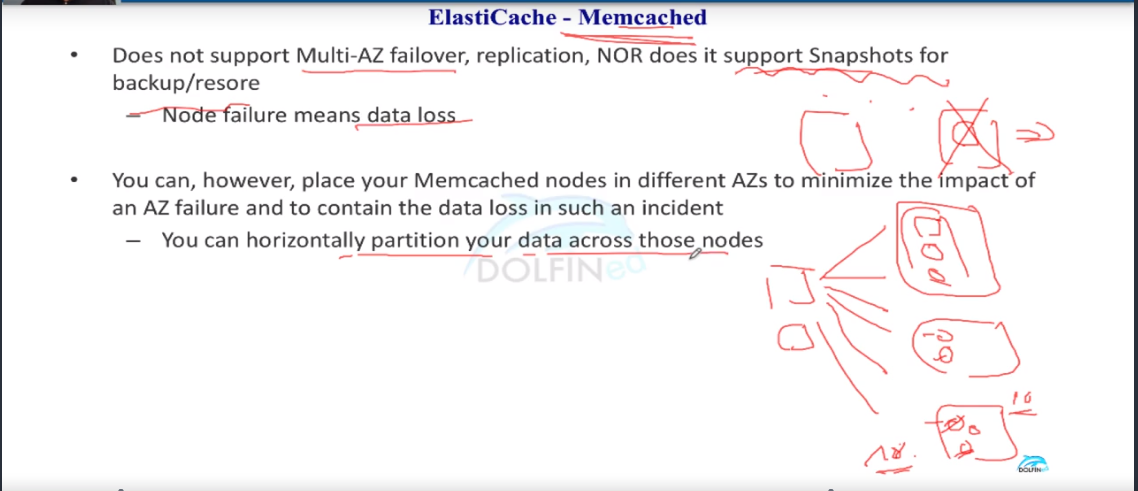 ElastiCache - Memcached
• Does not support Multi-AZ failover, replication, NOR does it support Snapshots for
backup/resore
– Node failure means data loss
• You can, however, place your Memcached nodes in different AZs to minimize the impact of
an AZ failure and to contain the data loss in such an incident
– You can horizontally partition your data across those nodes
DOLFINed
10
DOLFIN